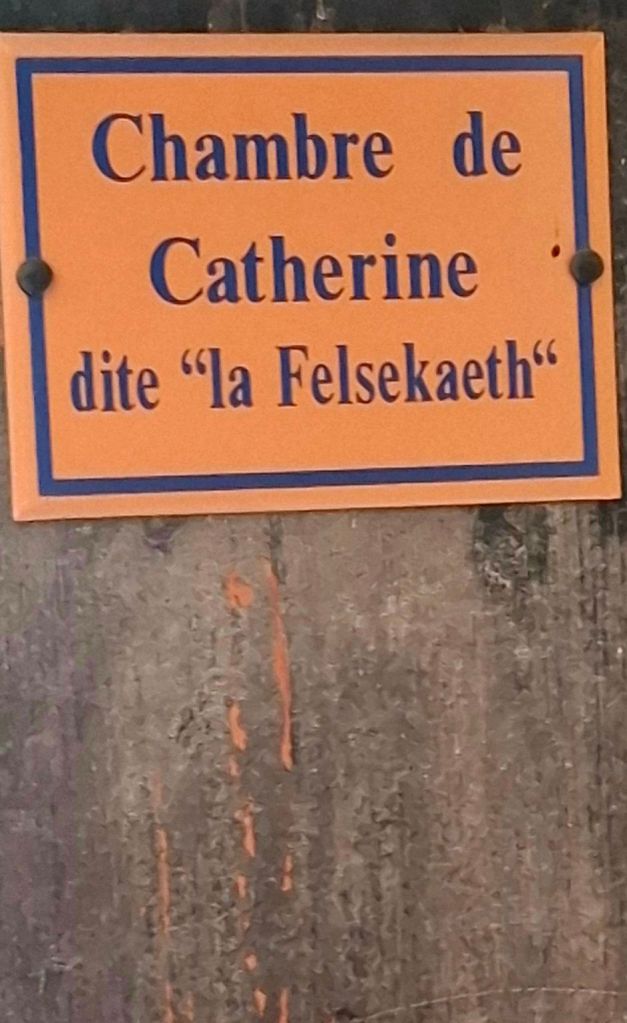 Chambre de
Catherine
dite “la Felsekaeth“